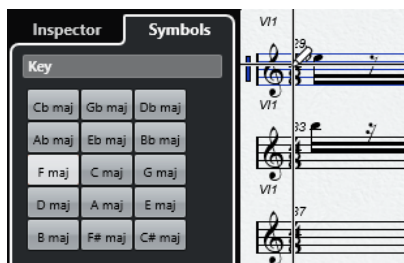 Inspector Symbols
Key
Cb maj Gb maj Db maj
Ab maj Eb maj Bb maj
F maj C maj G maj
D maj A maj E maj
B maj F# maj C# maj
Vl1
29
Vl1
33
Vl1
37